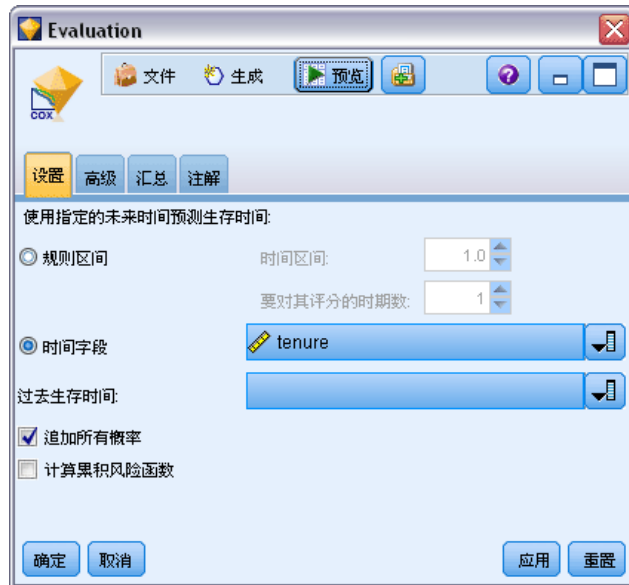 Evaluation
文件 生成 预览
COX
设置 高级 汇总 注解
使用指定的未来时间预测生存时间:
规则区间 时间区间: 1.0
要对其评分的时期数: 1
时间字段 tenure
过去生存时间:
追加所有概率
计算累积风险函数
确定 取消 应用 重置